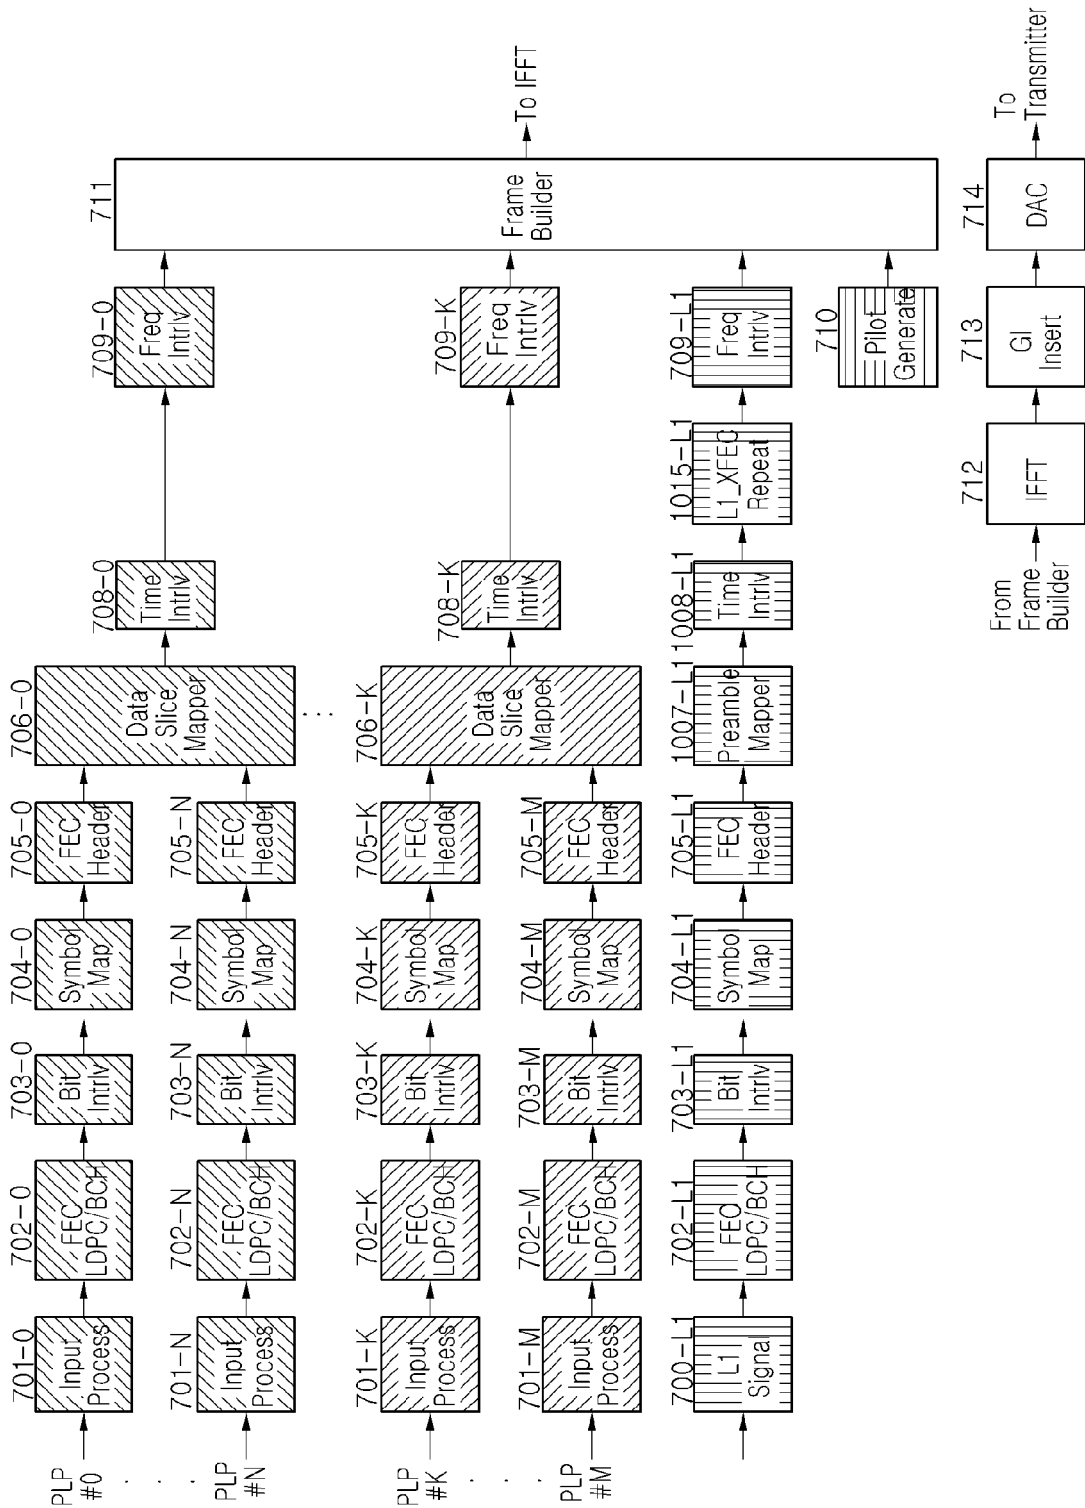 PLP
#0
701-0
Input
Process
702-0
FEC
LDPC/BCH
703-0
Bit
Intrlv
704-0
Symbol
Map
705-0
FEC
Header
706-0
Data
Slice
Mapper
708-0
Time
Intrlv
709-0
Freq
Intrlv
711
Frame
Builder
To IFFT
. . .
PLP
#N
701-N
Input
Process
702-N
FEC
LDPC/BCH
703-N
Bit
Intrlv
704-N
Symbol
Map
705-N
FEC
Header
. . .
PLP
#K
701-K
Input
Process
702-K
FEC
LDPC/BCH
703-K
Bit
Intrlv
704-K
Symbol
Map
705-K
FEC
Header
706-K
Data
Slice
Mapper
708-K
Time
Intrlv
709-K
Freq
Intrlv
. . .
PLP
#M
701-M
Input
Process
702-M
FEC
LDPC/BCH
703-M
Bit
Intrlv
704-M
Symbol
Map
705-M
FEC
Header
700-L1
L1
Signal
702-L1
FEC
LDPC/BCH
703-L1
Bit
Intrlv
704-L1
Symbol
Map
705-L1
FEC
Header
1007-L1
Preamble
Mapper
1008-L1
Time
Intrlv
1015-L1
L1_XFEC
Repeat
709-L1
Freq
Intrlv
710
Pilot
Generate
From
Frame
Builder
712
IFFT
713
GI
Insert
714
DAC
To
Transmitter